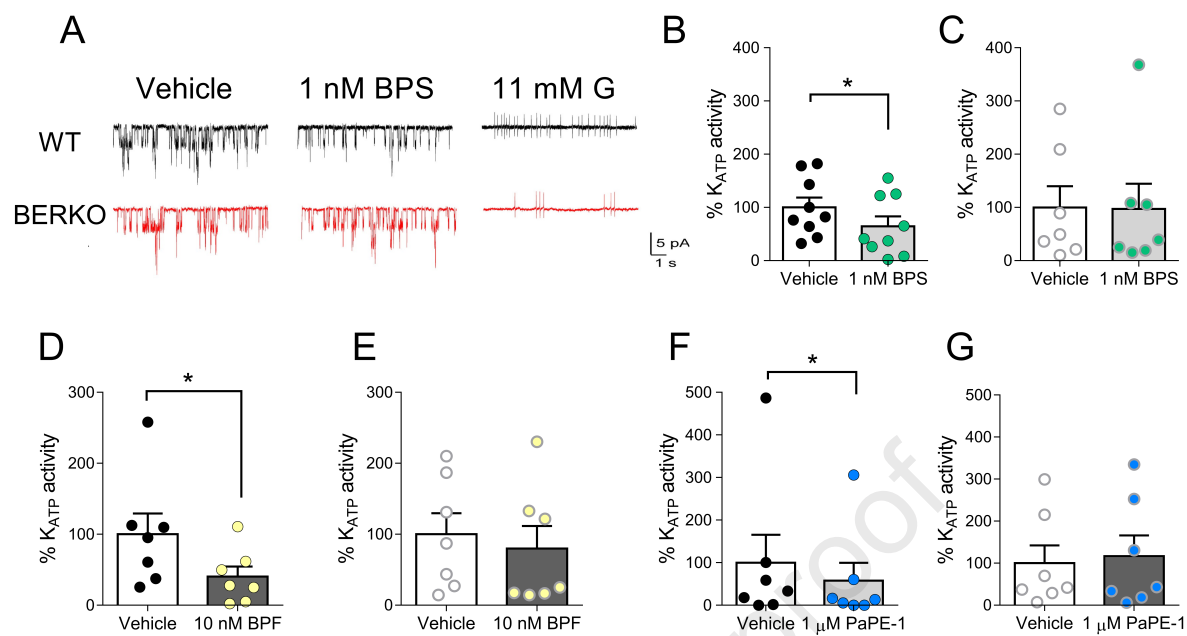 A
Vehicle 1 nM BPS 11 mM G
WT
BERKO
5 pA
1 s
B
*
% KATP activity
400
300
200
100
0
Vehicle 1 nM BPS
C
% KATP activity
400
300
200
100
0
Vehicle 1 nM BPS
D
*
% KATP activity
300
200
100
0
Vehicle 10 nM BPF
E
% KATP activity
300
200
100
0
Vehicle 10 nM BPF
F
*
% KATP activity
500
400
300
200
100
0
Vehicle 1 μM PaPE-1
G
% KATP activity
500
400
300
200
100
0
Vehicle 1 μM PaPE-1
proof